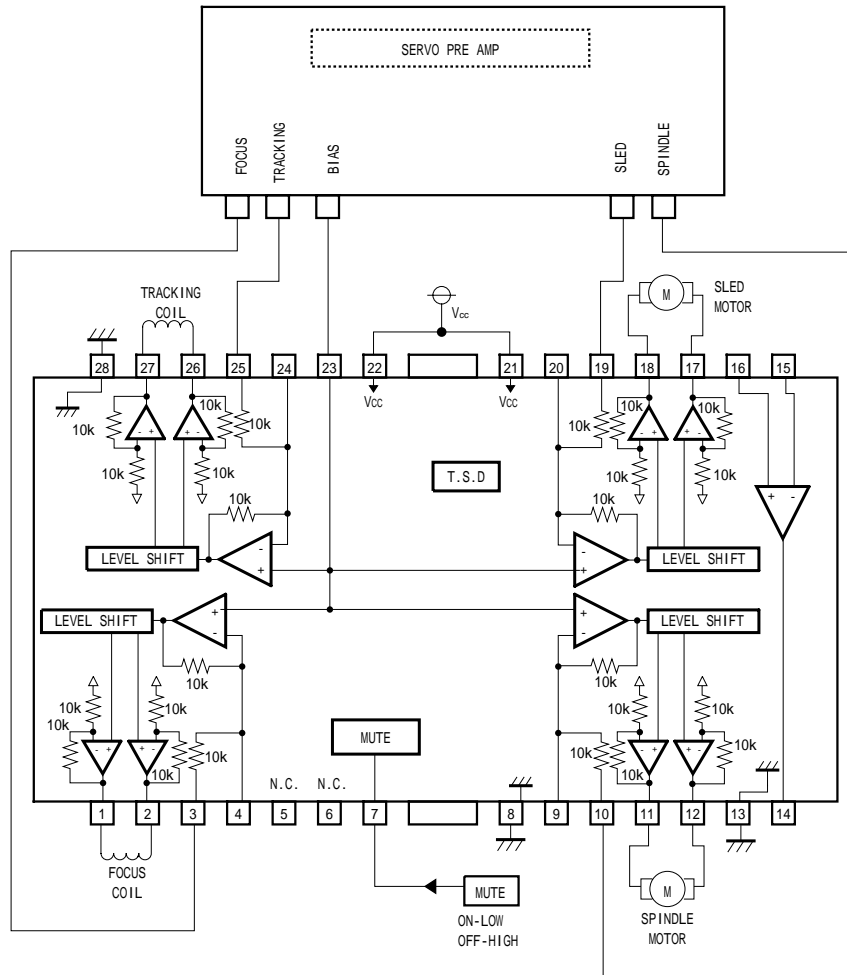 SERVO PRE AMP
FOCUS
TRACKING
BIAS
SLED
SPINDLE
TRACKING
COIL
Vcc
M
SLED
MOTOR
28
27
26
25
24
23
22
21
20
19
18
17
16
15
Vcc
Vcc
10k
10k
10k
10k
10k
10k
10k
10k
- +
+ -
- +
+ -
10k
10k
10k
10k
+ -
T.S.D
10k
10k
LEVEL SHIFT
-
+
-
+
LEVEL SHIFT
LEVEL SHIFT
+
-
+
-
LEVEL SHIFT
10k
10k
10k
10k
10k
10k
10k
10k
10k
10k
MUTE
- +
+ -
- +
+ -
10k
10k
10k
N.C.
N.C.
1
2
3
4
5
6
7
8
9
10
11
12
13
14
FOCUS
COIL
MUTE
ON-LOW
OFF-HIGH
M
SPINDLE
MOTOR